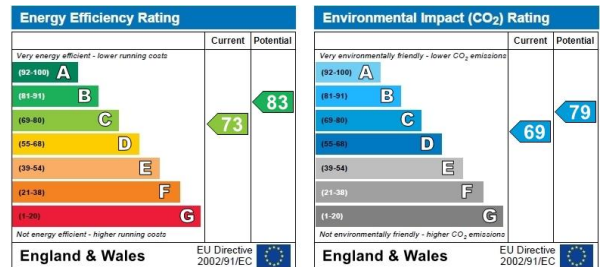 Energy Efficiency Rating
Current Potential
Very energy efficient - lower running costs
(92-100) A
(81-91) B
(69-80) C
(55-68) D
(39-54) E
(21-38) F
(1-20) G
73
83
Not energy efficient - higher running costs
England & Wales
EU Directive
2002/91/EC
Environmental Impact (CO₂) Rating
Current Potential
Very environmentally friendly - lower CO₂ emissions
(92-100) A
(81-91) B
(69-80) C
(55-68) D
(39-54) E
(21-38) F
(1-20) G
69
79
Not environmentally friendly - higher CO₂ emissions
England & Wales
EU Directive
2002/91/EC